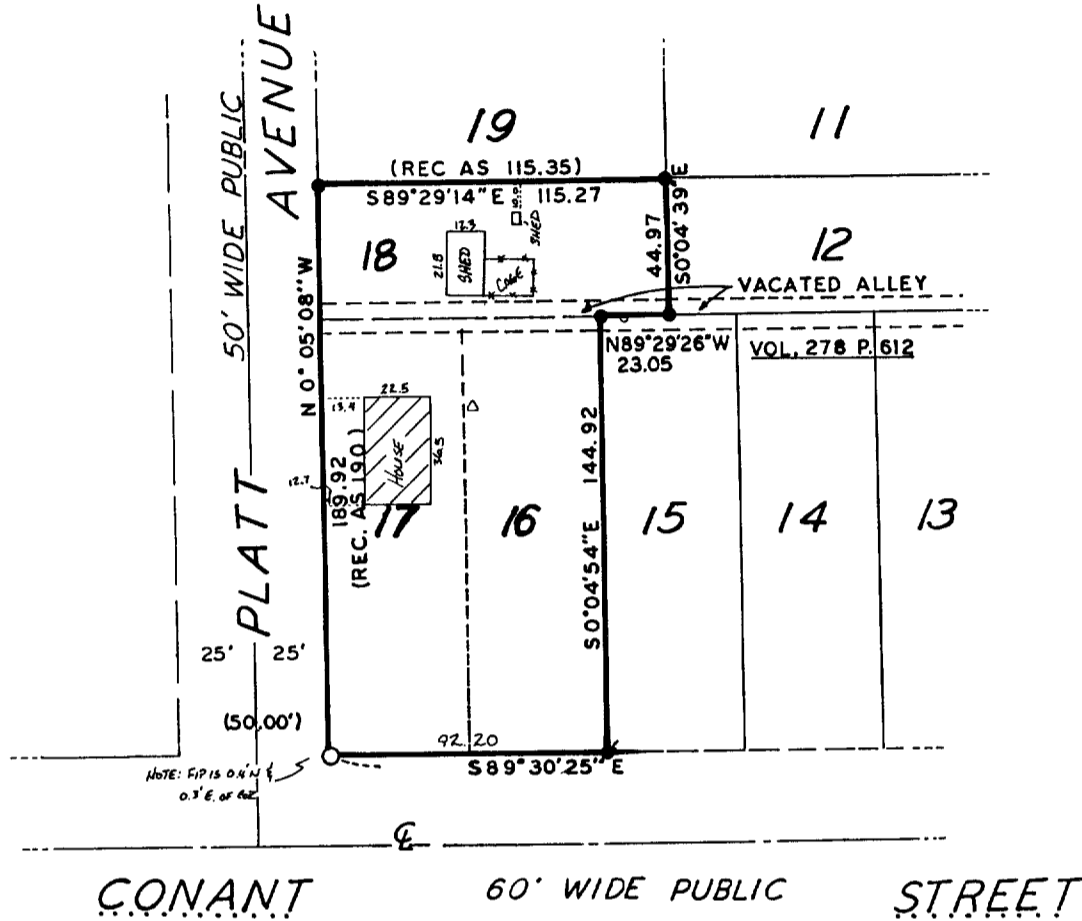 50' WIDE PUBLIC
PLATT AVENUE
19
11
(REC AS 115.35)
S89°29'14"E 115.27
10.0
SHED
44.97
S0°04'39"E
18
12.3
21.8
SHED
12
VACATED ALLEY
N0°05'08"W
N89°29'26"W
23.05
VOL. 278 P. 612
22.5
13.4
HOUSE
36.5
12.7
189.92
(REC. AS 190)
17
16
S0°04'54"E 144.92
15
14
13
25' 25'
(50.00')
92.20
S89°30'25"E
NOTE: FIP IS 0.4'N &
0.3'E. OF
CONANT
60' WIDE PUBLIC
STREET